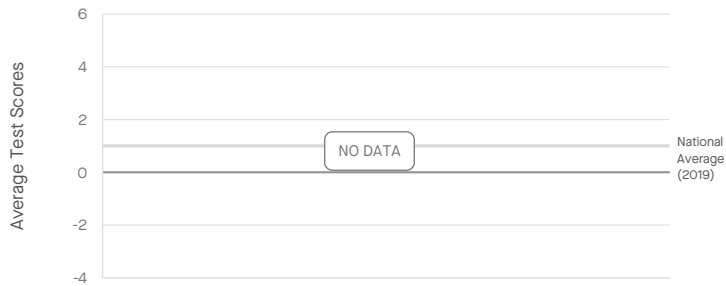 6
4
2
0
-2
-4
Average Test Scores
NO DATA
National
Average
(2019)